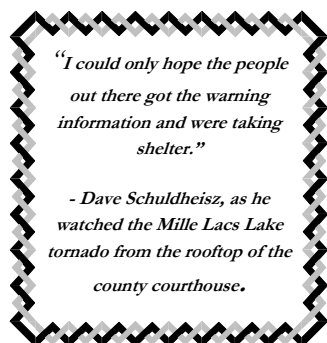 “I could only hope the people
out there got the warning
information and were taking
shelter.”
- Dave Schuldheisz, as he
watched the Mille Lacs Lake
tornado from the rooftop of the
county courthouse.